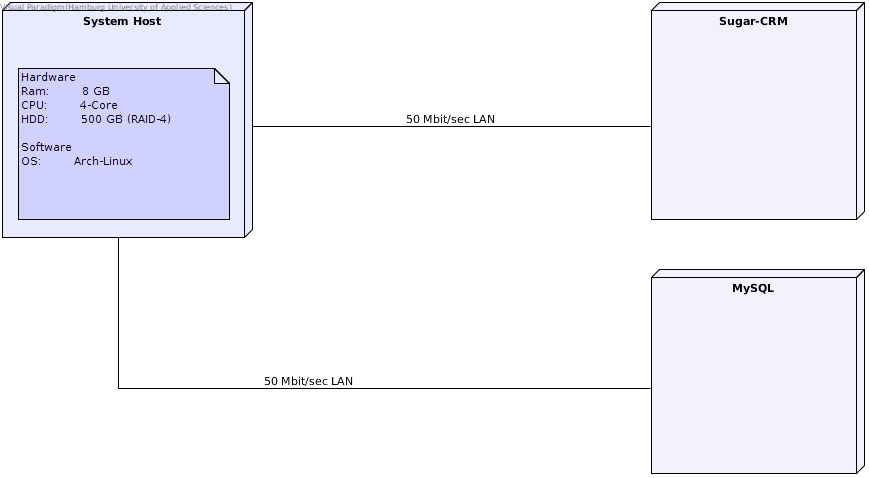 Visual Paradigm(Hamburg University of Applied Sciences)
System Host
Hardware
Ram: 8 GB
CPU: 4-Core
HDD: 500 GB (RAID-4)
Software
OS: Arch-Linux
50 Mbit/sec LAN
Sugar-CRM
50 Mbit/sec LAN
MySQL